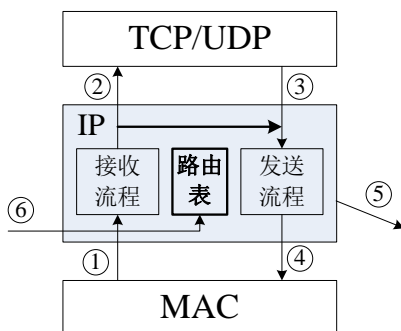 TCP/UDP
②
③
IP
接收
流程
路由
表
发送
流程
⑤
⑥
①
④
MAC